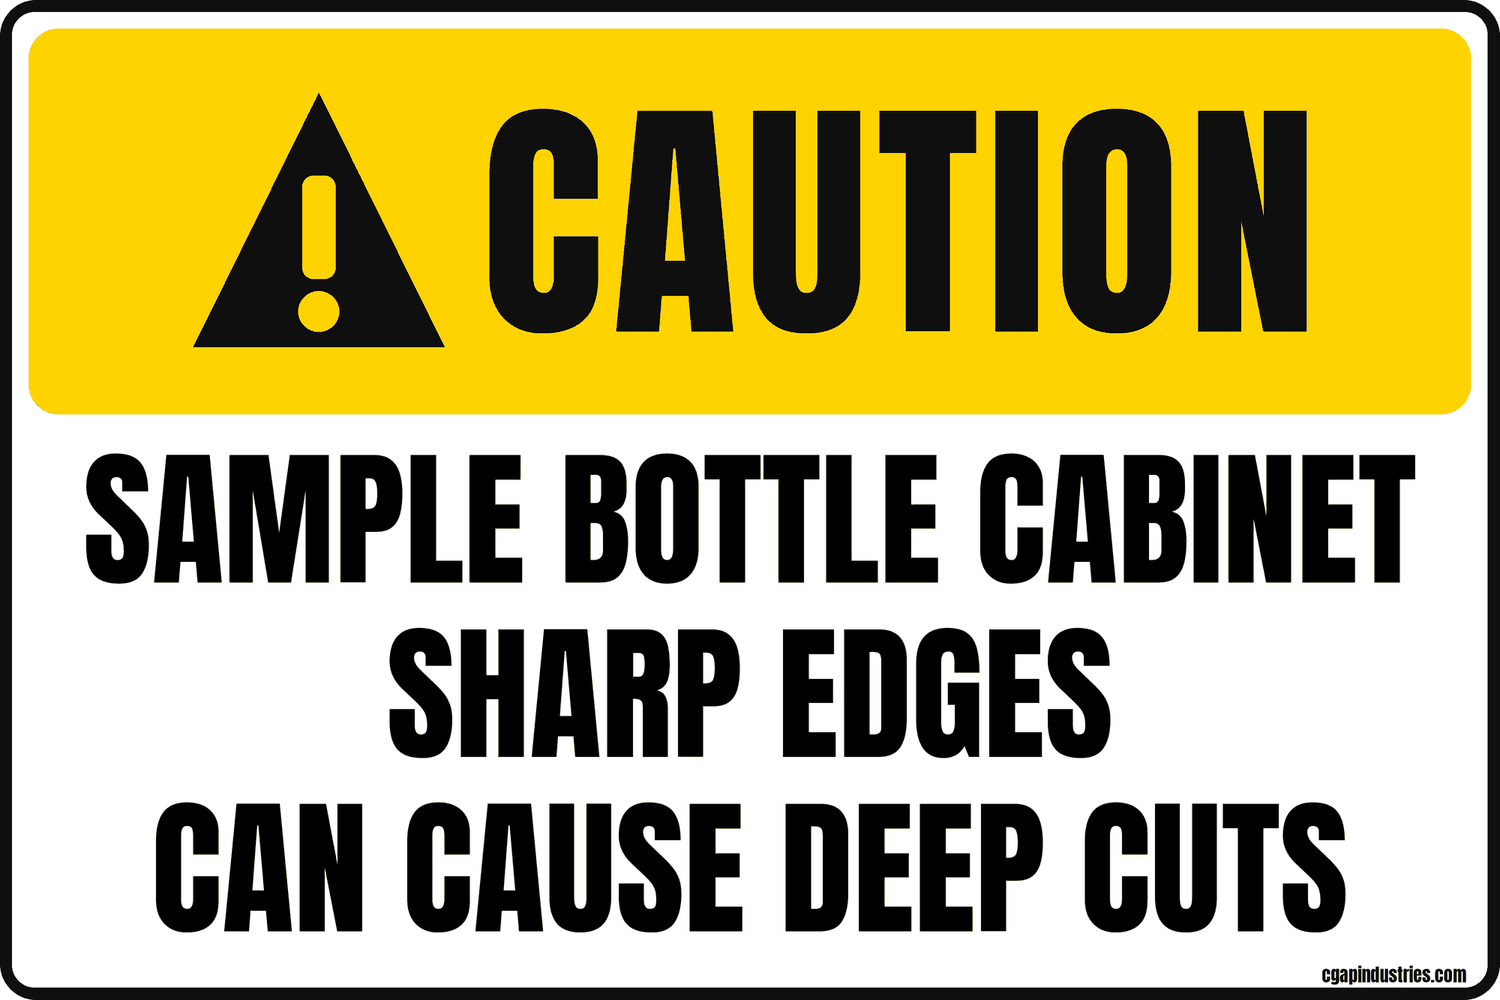 CAUTION
SAMPLE BOTTLE CABINET
SHARP EDGES
CAN CAUSE DEEP CUTS
cgapindustries.com